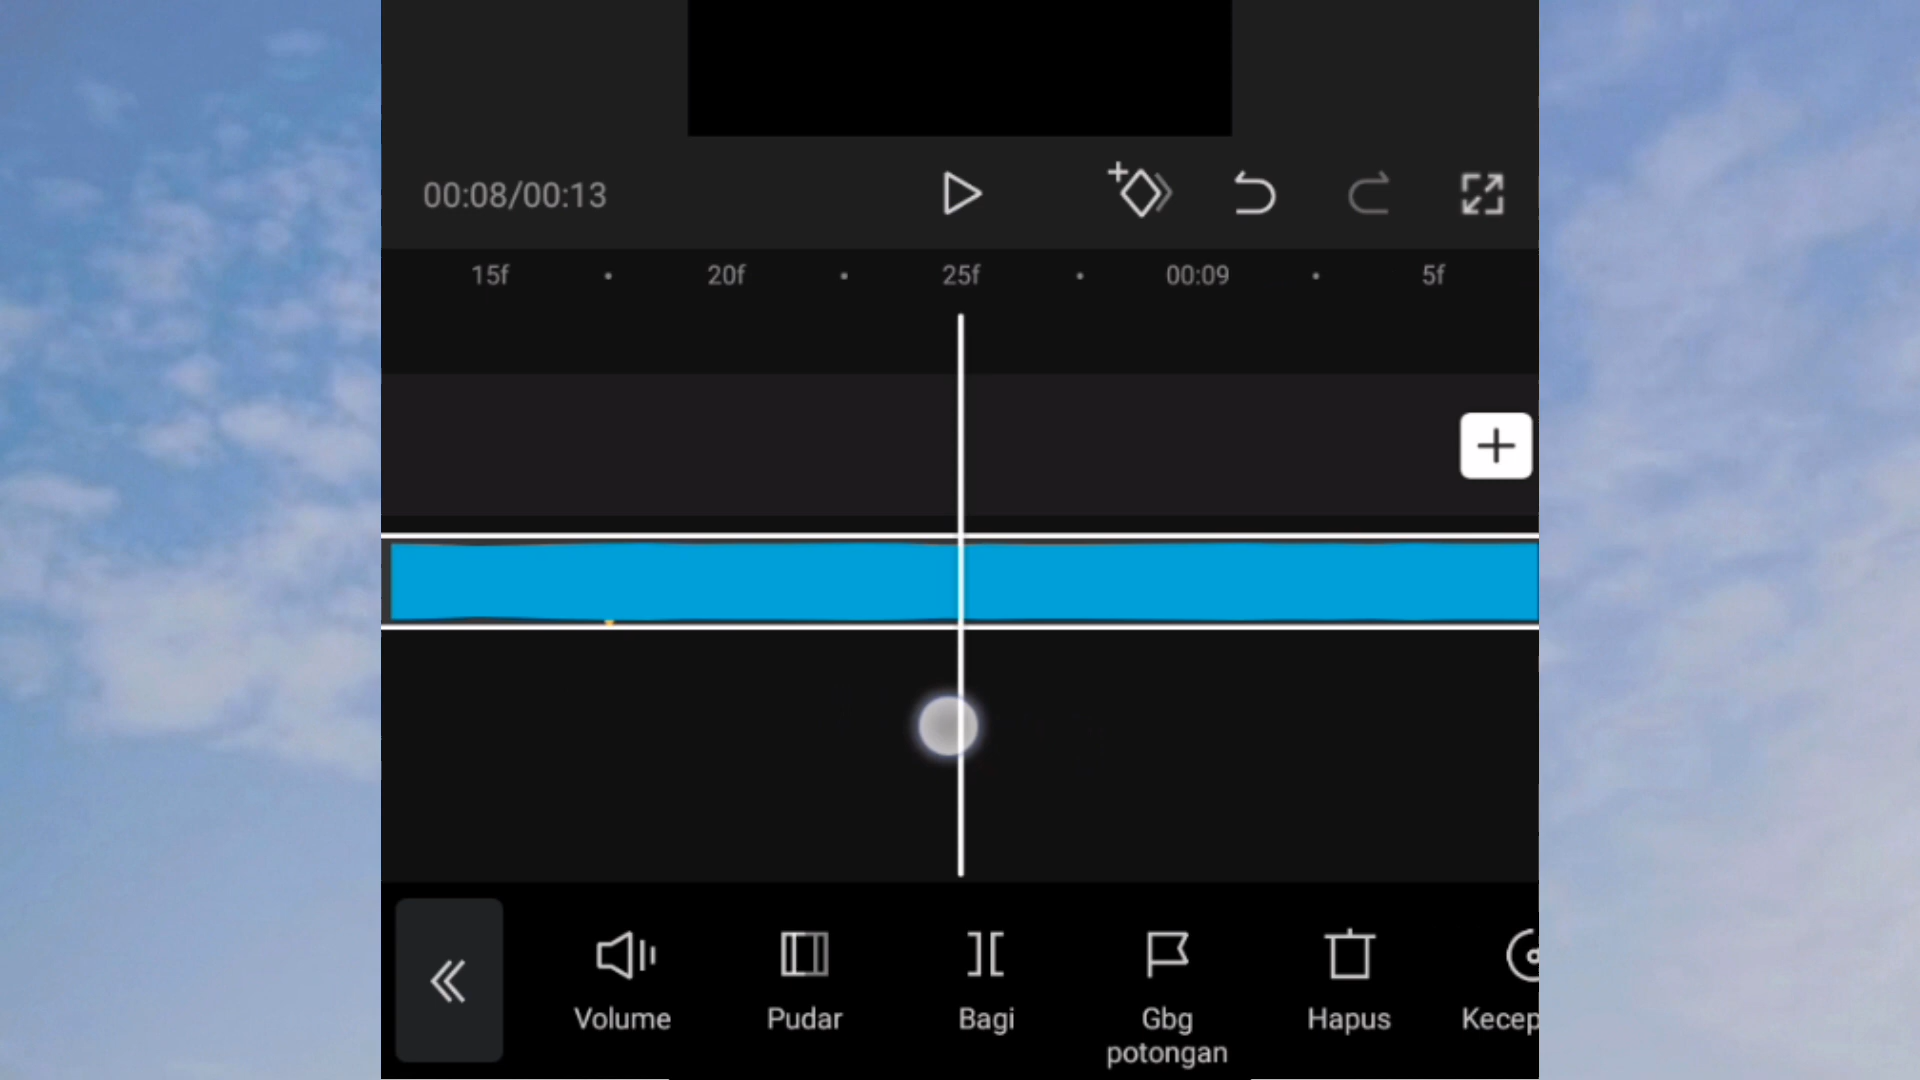 00:08/00:13
15f 20f 25f 00:09 5f
Volume Pudar Bagi Gbg potongan Hapus Kecep